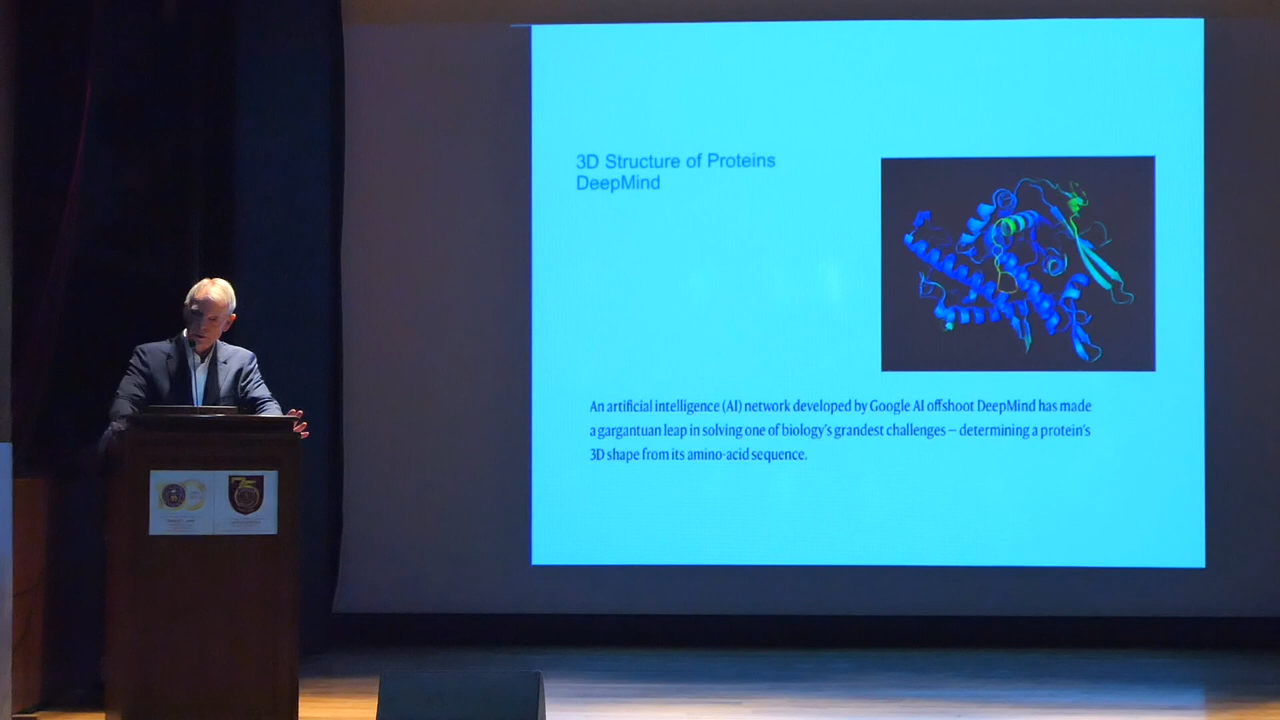 3D Structure of Proteins
DeepMind
An artificial intelligence (AI) network developed by Google AI offshoot DeepMind has made
a gargantuan leap in solving one of biology's grandest challenges – determining a protein's
3D shape from its amino-acid sequence.